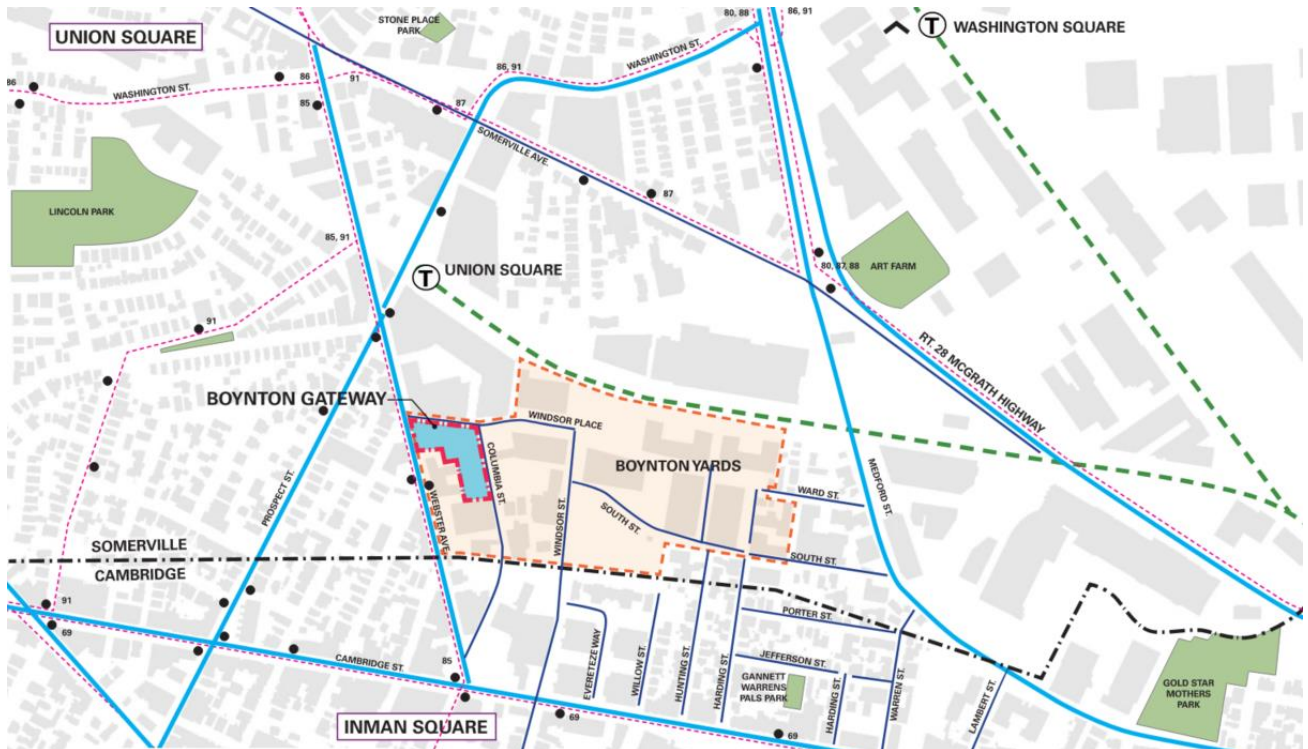 80, 88
86, 91
STONE PLACE
PARK
UNION SQUARE
T
WASHINGTON SQUARE
WASHINGTON ST.
86, 91
86
86
91
WASHINGTON ST.
85
87
SOMERVILLE AVE.
87
LINCOLN PARK
85, 91
T
UNION SQUARE
80, 87, 88
ART FARM
91
RT. 28 MCGRATH HIGHWAY
BOYNTON GATEWAY
WINDSOR PLACE
COLUMBIA ST.
BOYNTON YARDS
MEDFORD ST.
PROSPECT ST.
WEBSTER AVE.
WINDSOR ST.
SOUTH ST.
WARD ST.
SOMERVILLE
CAMBRIDGE
SOUTH ST.
91
69
PORTER ST.
EVERETEZE WAY
WILLOW ST.
HUNTING ST.
HARDING ST.
JEFFERSON ST.
CAMBRIDGE ST.
85
GANNETT
WARRENS
PALS PARK
HARDING ST.
WARREN ST.
LAMBERT ST.
GOLD STAR
MOTHERS
PARK
INMAN SQUARE
69
69